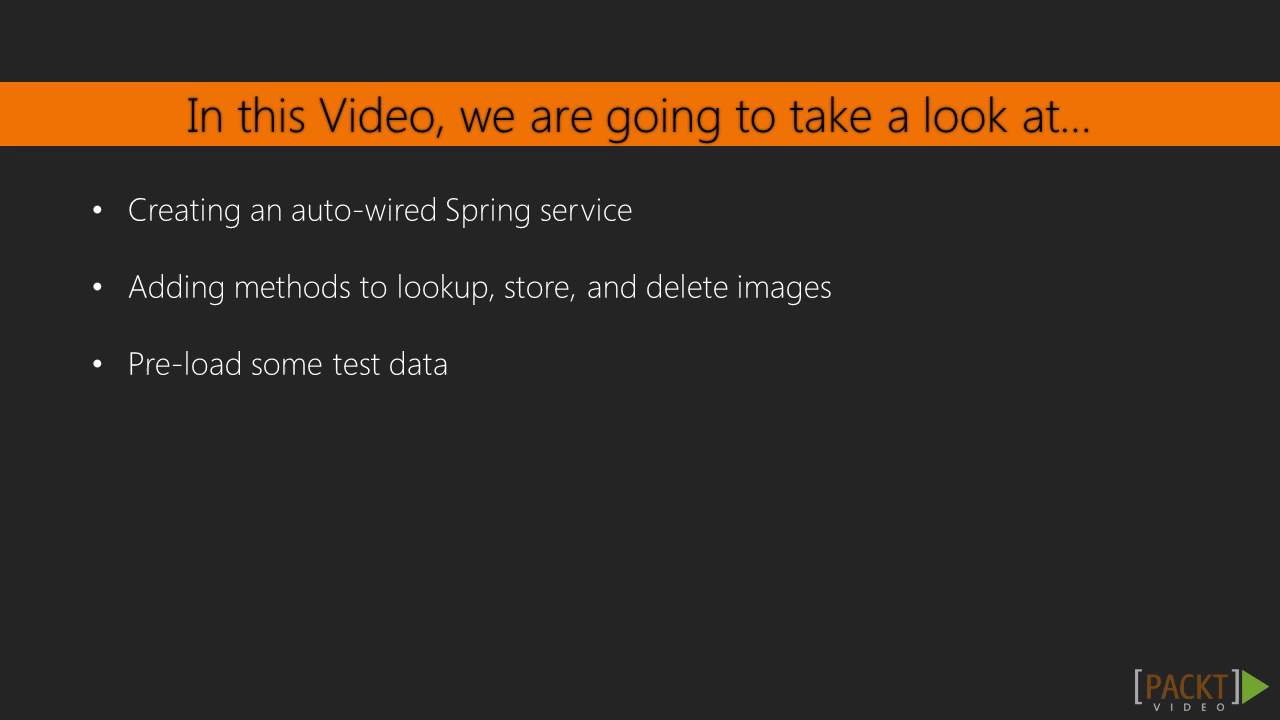 In this Video, we are going to take a look at...
• Creating an auto-wired Spring service
• Adding methods to lookup, store, and delete images
• Pre-load some test data
[PACKT]
VIDEO